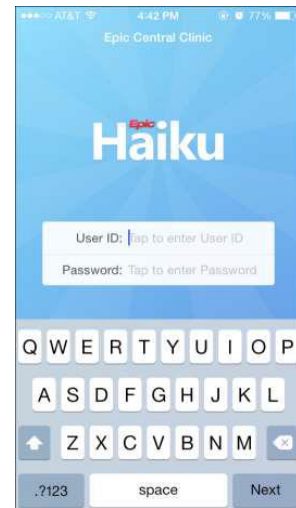 AT&T 4:42 PM 77%
Epic Central Clinic
Epic
Haiku
User ID: Tap to enter User ID
Password: Tap to enter Password
Q W E R T Y U I O P
A S D F G H J K L
Z X C V B N M
.?123 space Next